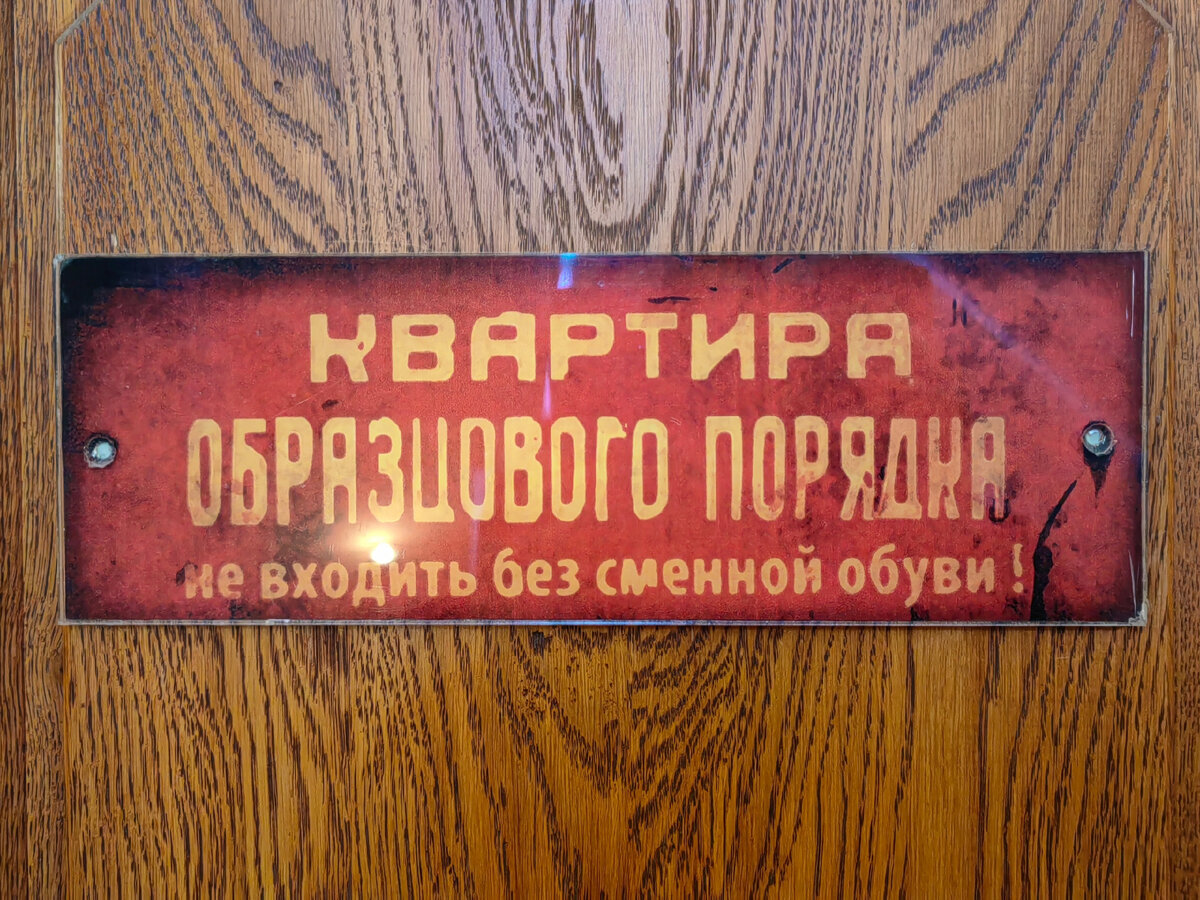 КВАРТИРА
ОБРАЗЦОВОГО ПОРЯДКА
не входить без сменной обуви!